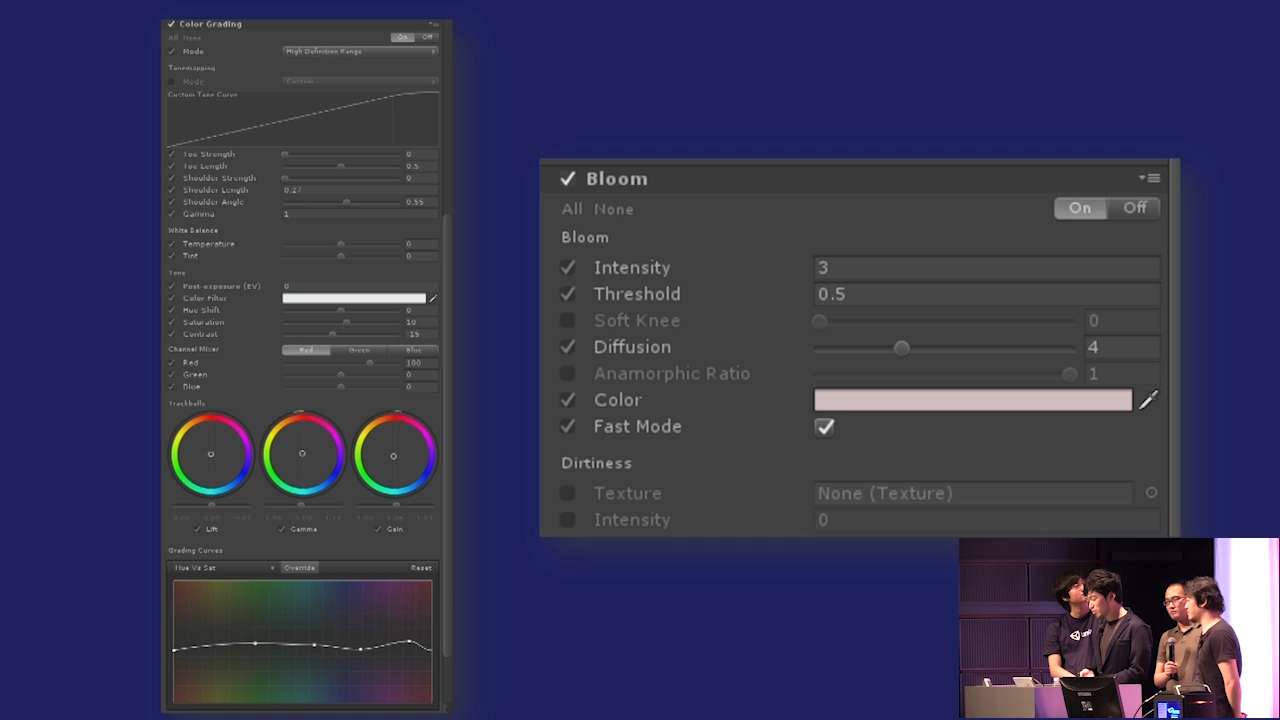 Color Grading
All None
On Off
Mode High Definition Range
Tonemapping
Mode Custom
Custom Tone Curve
Toe Strength 0
Toe Length 0.5
Shoulder Strength 0
Shoulder Length 0.27
Shoulder Angle 0.55
Gamma 1
White Balance
Temperature 0
Tint 0
Tone
Post-exposure (EV) 0
Color Filter
Hue Shift 0
Saturation 10
Contrast -15
Channel Mixer Red Green Blue
Red 100
Green 0
Blue 0
Trackballs
Lift Gamma Gain
Grading Curves
Hue Vs Sat Override Reset
Bloom
All None
On Off
Bloom
Intensity 3
Threshold 0.5
Soft Knee 0
Diffusion 4
Anamorphic Ratio 1
Color
Fast Mode
Dirtiness
Texture None (Texture)
Intensity 0